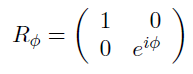 R_ϕ = ( 1 0
0 e^{iϕ} )